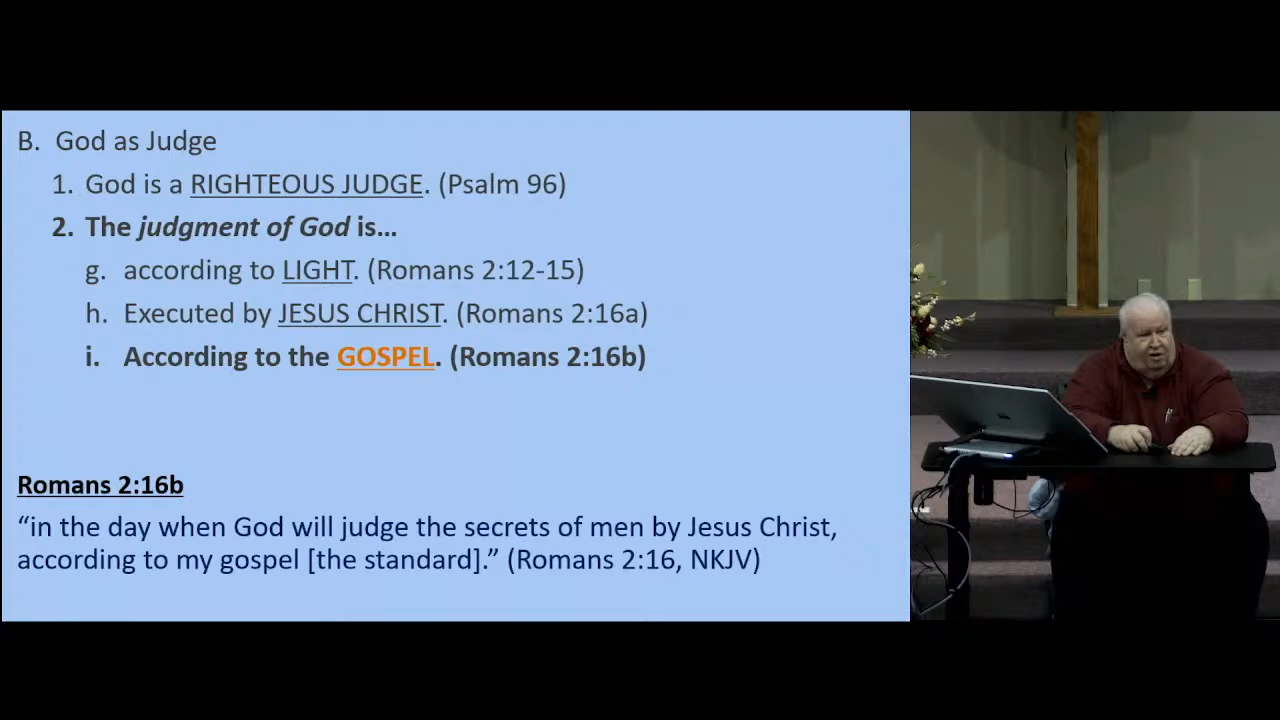 B. God as Judge
1. God is a RIGHTEOUS JUDGE. (Psalm 96)
2. The judgment of God is...
g. according to LIGHT. (Romans 2:12-15)
h. Executed by JESUS CHRIST. (Romans 2:16a)
i. According to the GOSPEL. (Romans 2:16b)
Romans 2:16b
“in the day when God will judge the secrets of men by Jesus Christ,
according to my gospel [the standard].” (Romans 2:16, NKJV)